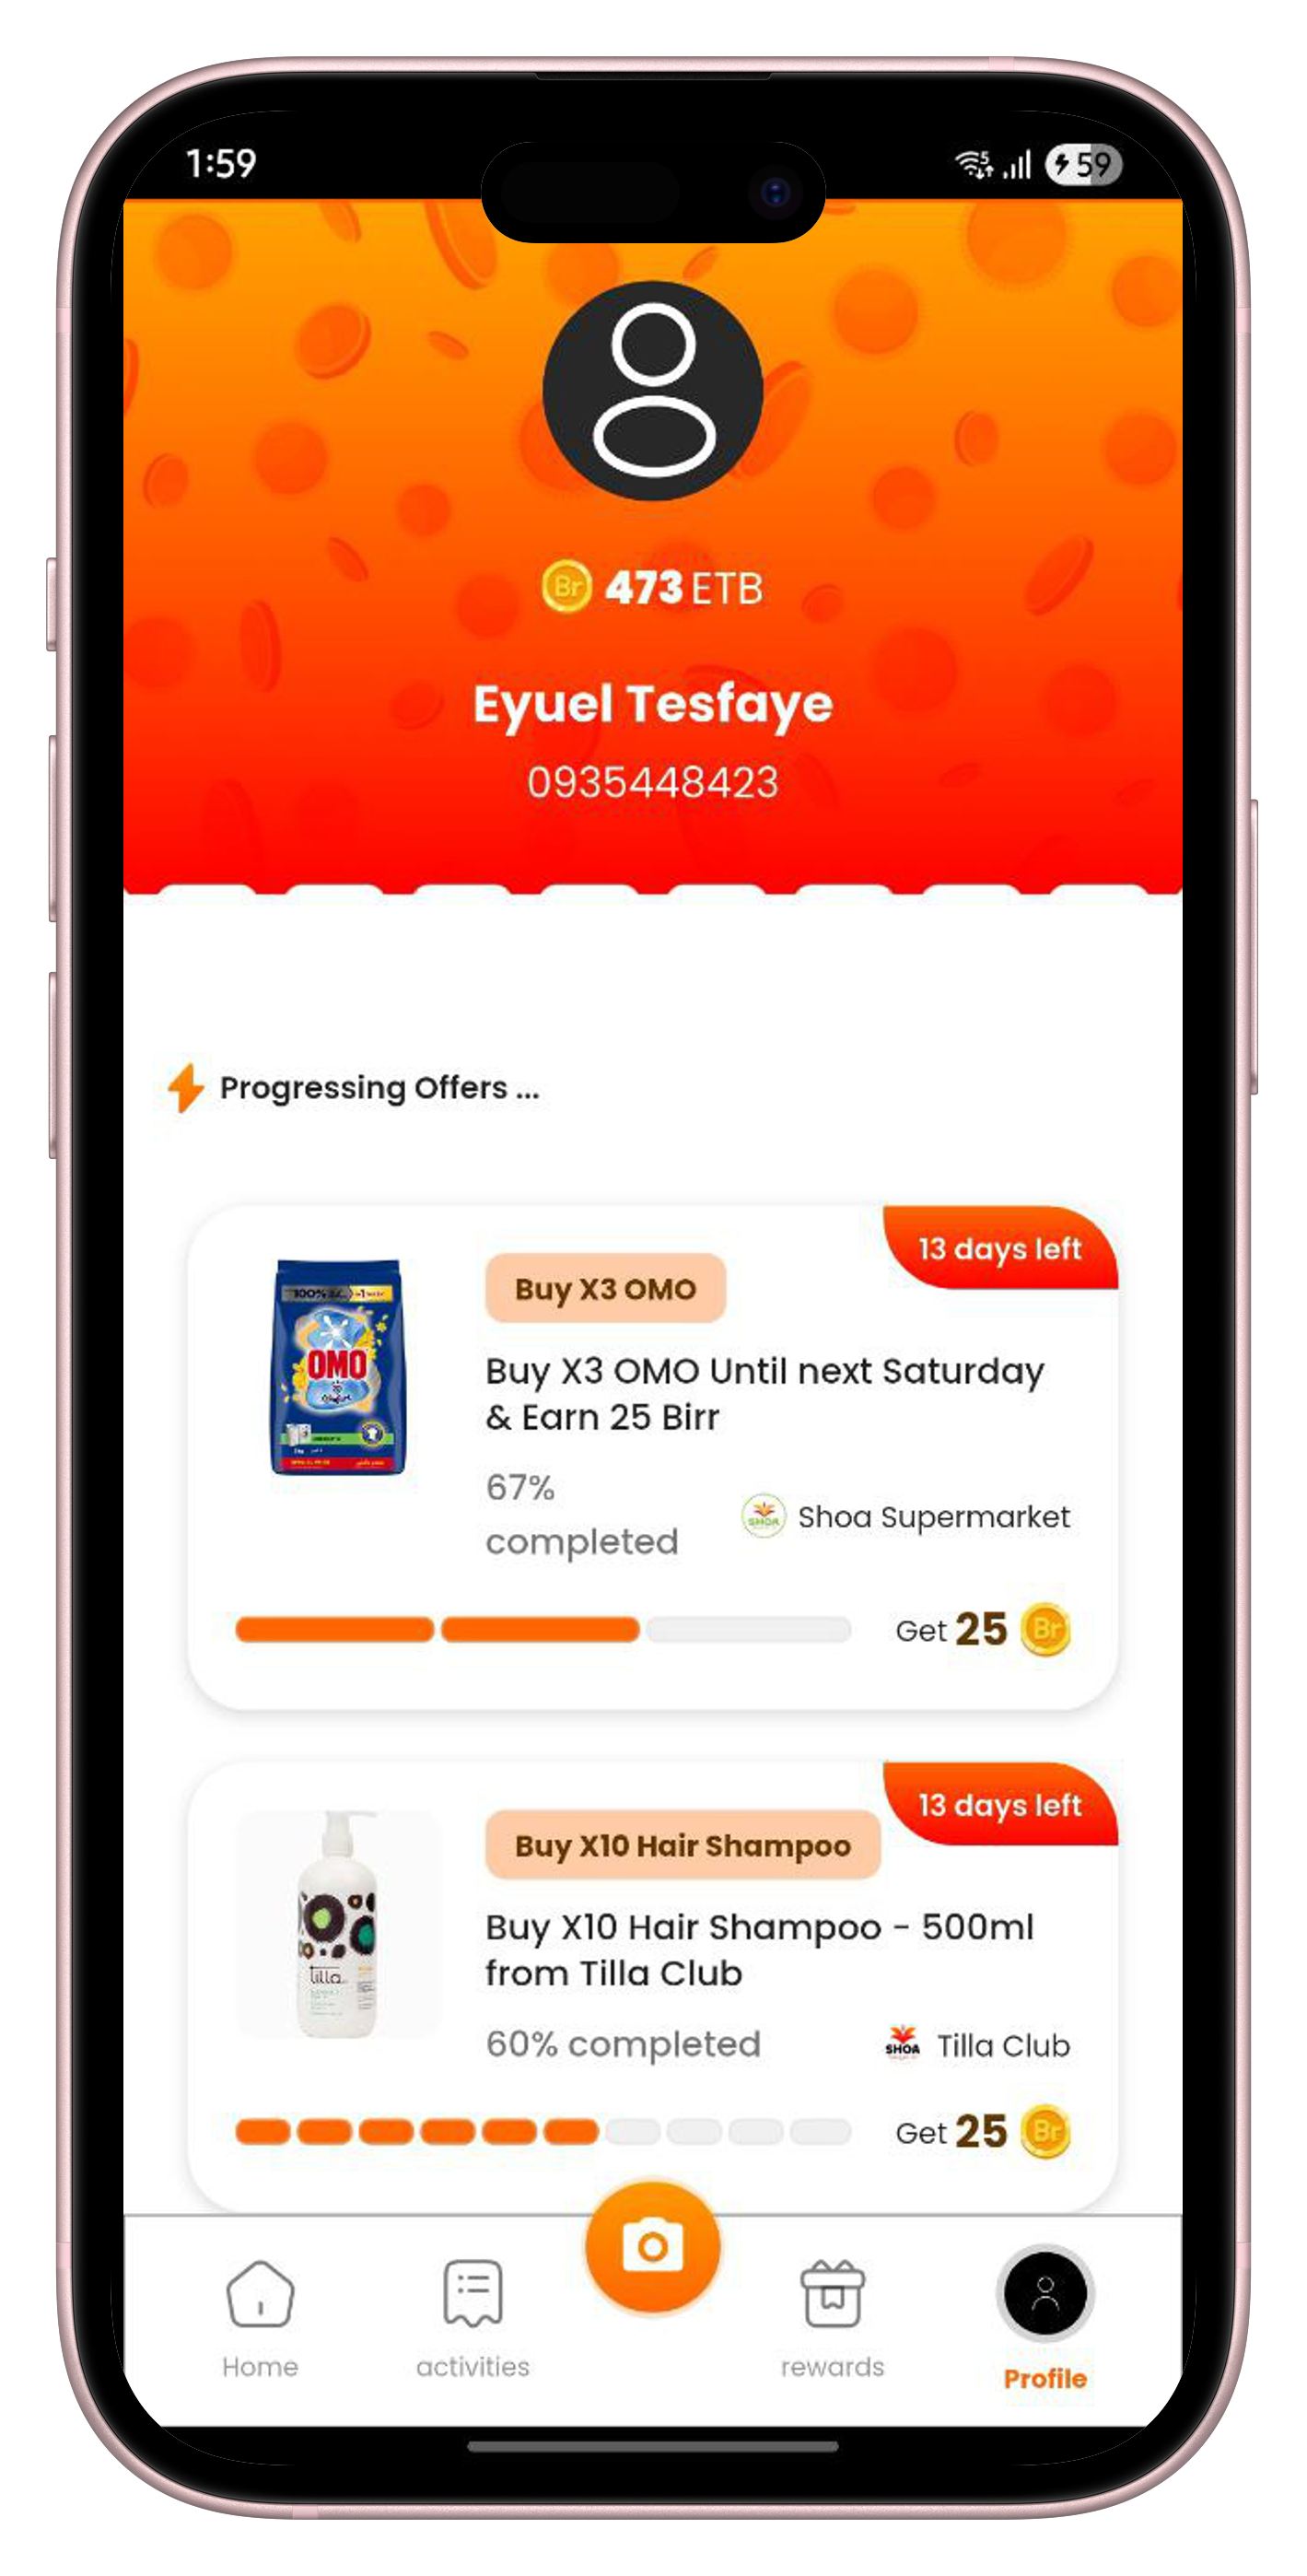 1:59
5
59
Br 473 ETB
Eyuel Tesfaye
0935448423
Progressing Offers ...
13 days left
Buy X3 OMO
100%
OMO
Buy X3 OMO Until next Saturday
& Earn 25 Birr
67%
completed
SHOA
Shoa Supermarket
Get 25 Br
13 days left
Buy X10 Hair Shampoo
tilla
Buy X10 Hair Shampoo - 500ml
from Tilla Club
60% completed
SHOA
Tilla Club
Get 25 Br
Home
activities
rewards
Profile